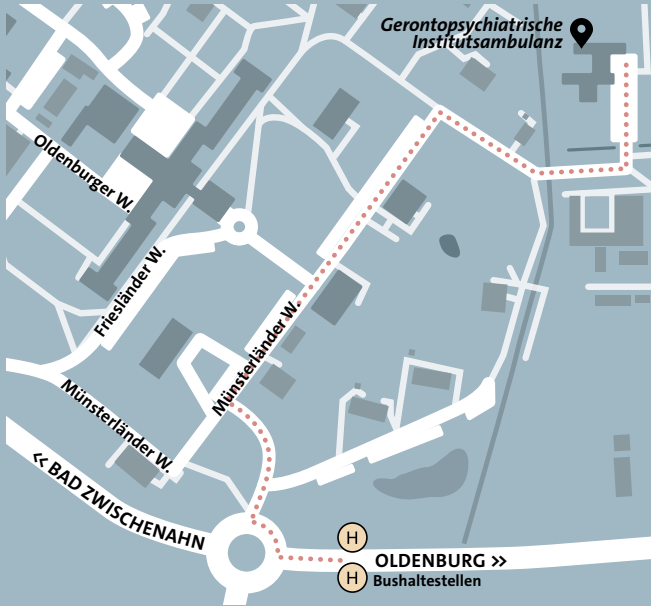 Gerontopsychiatrische
Institutsambulanz
Oldenburger W.
Friesländer W.
Münsterländer W.
Münsterländer W.
<< BAD ZWISCHENAHN
H
OLDENBURG >>
H
Bushaltestellen